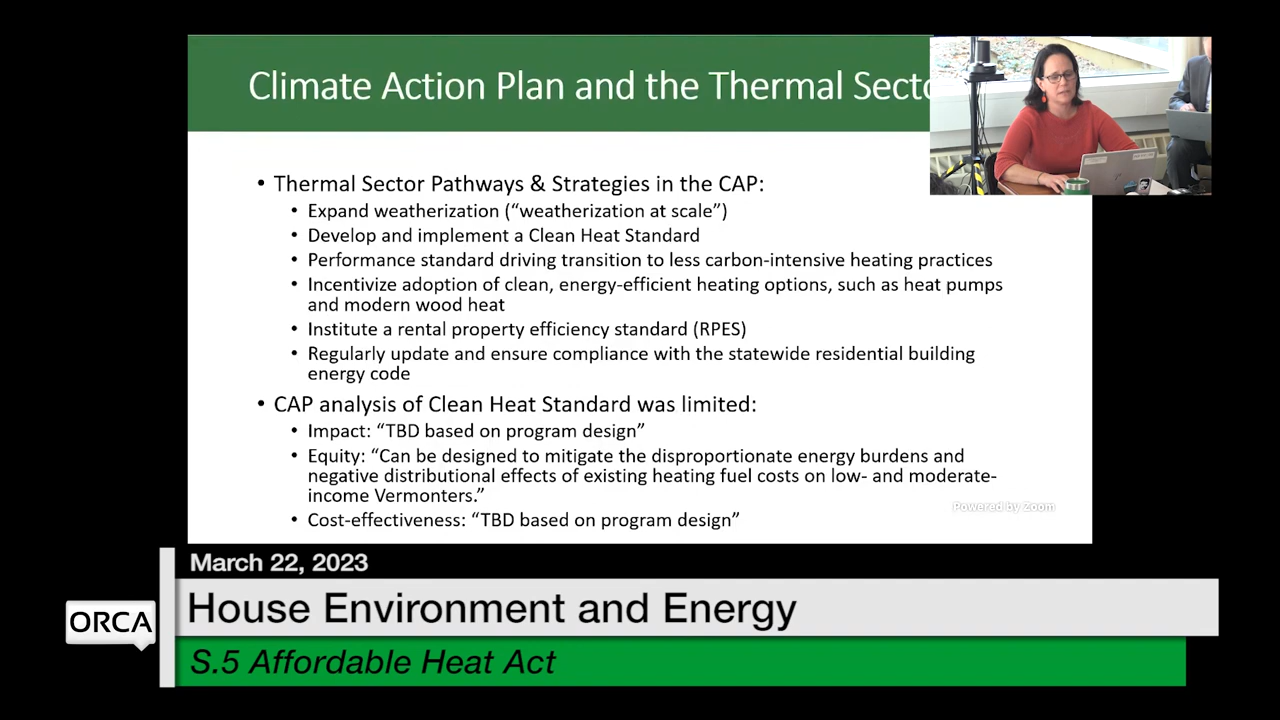 Climate Action Plan and the Thermal Secto
• Thermal Sector Pathways & Strategies in the CAP:
• Expand weatherization (“weatherization at scale”)
• Develop and implement a Clean Heat Standard
• Performance standard driving transition to less carbon-intensive heating practices
• Incentivize adoption of clean, energy-efficient heating options, such as heat pumps
and modern wood heat
• Institute a rental property efficiency standard (RPES)
• Regularly update and ensure compliance with the statewide residential building
energy code
• CAP analysis of Clean Heat Standard was limited:
• Impact: “TBD based on program design”
• Equity: “Can be designed to mitigate the disproportionate energy burdens and
negative distributional effects of existing heating fuel costs on low- and moderate-
income Vermonters.”
• Cost-effectiveness: “TBD based on program design”
Powered by Zoom
March 22, 2023
House Environment and Energy
ORCA
S.5 Affordable Heat Act